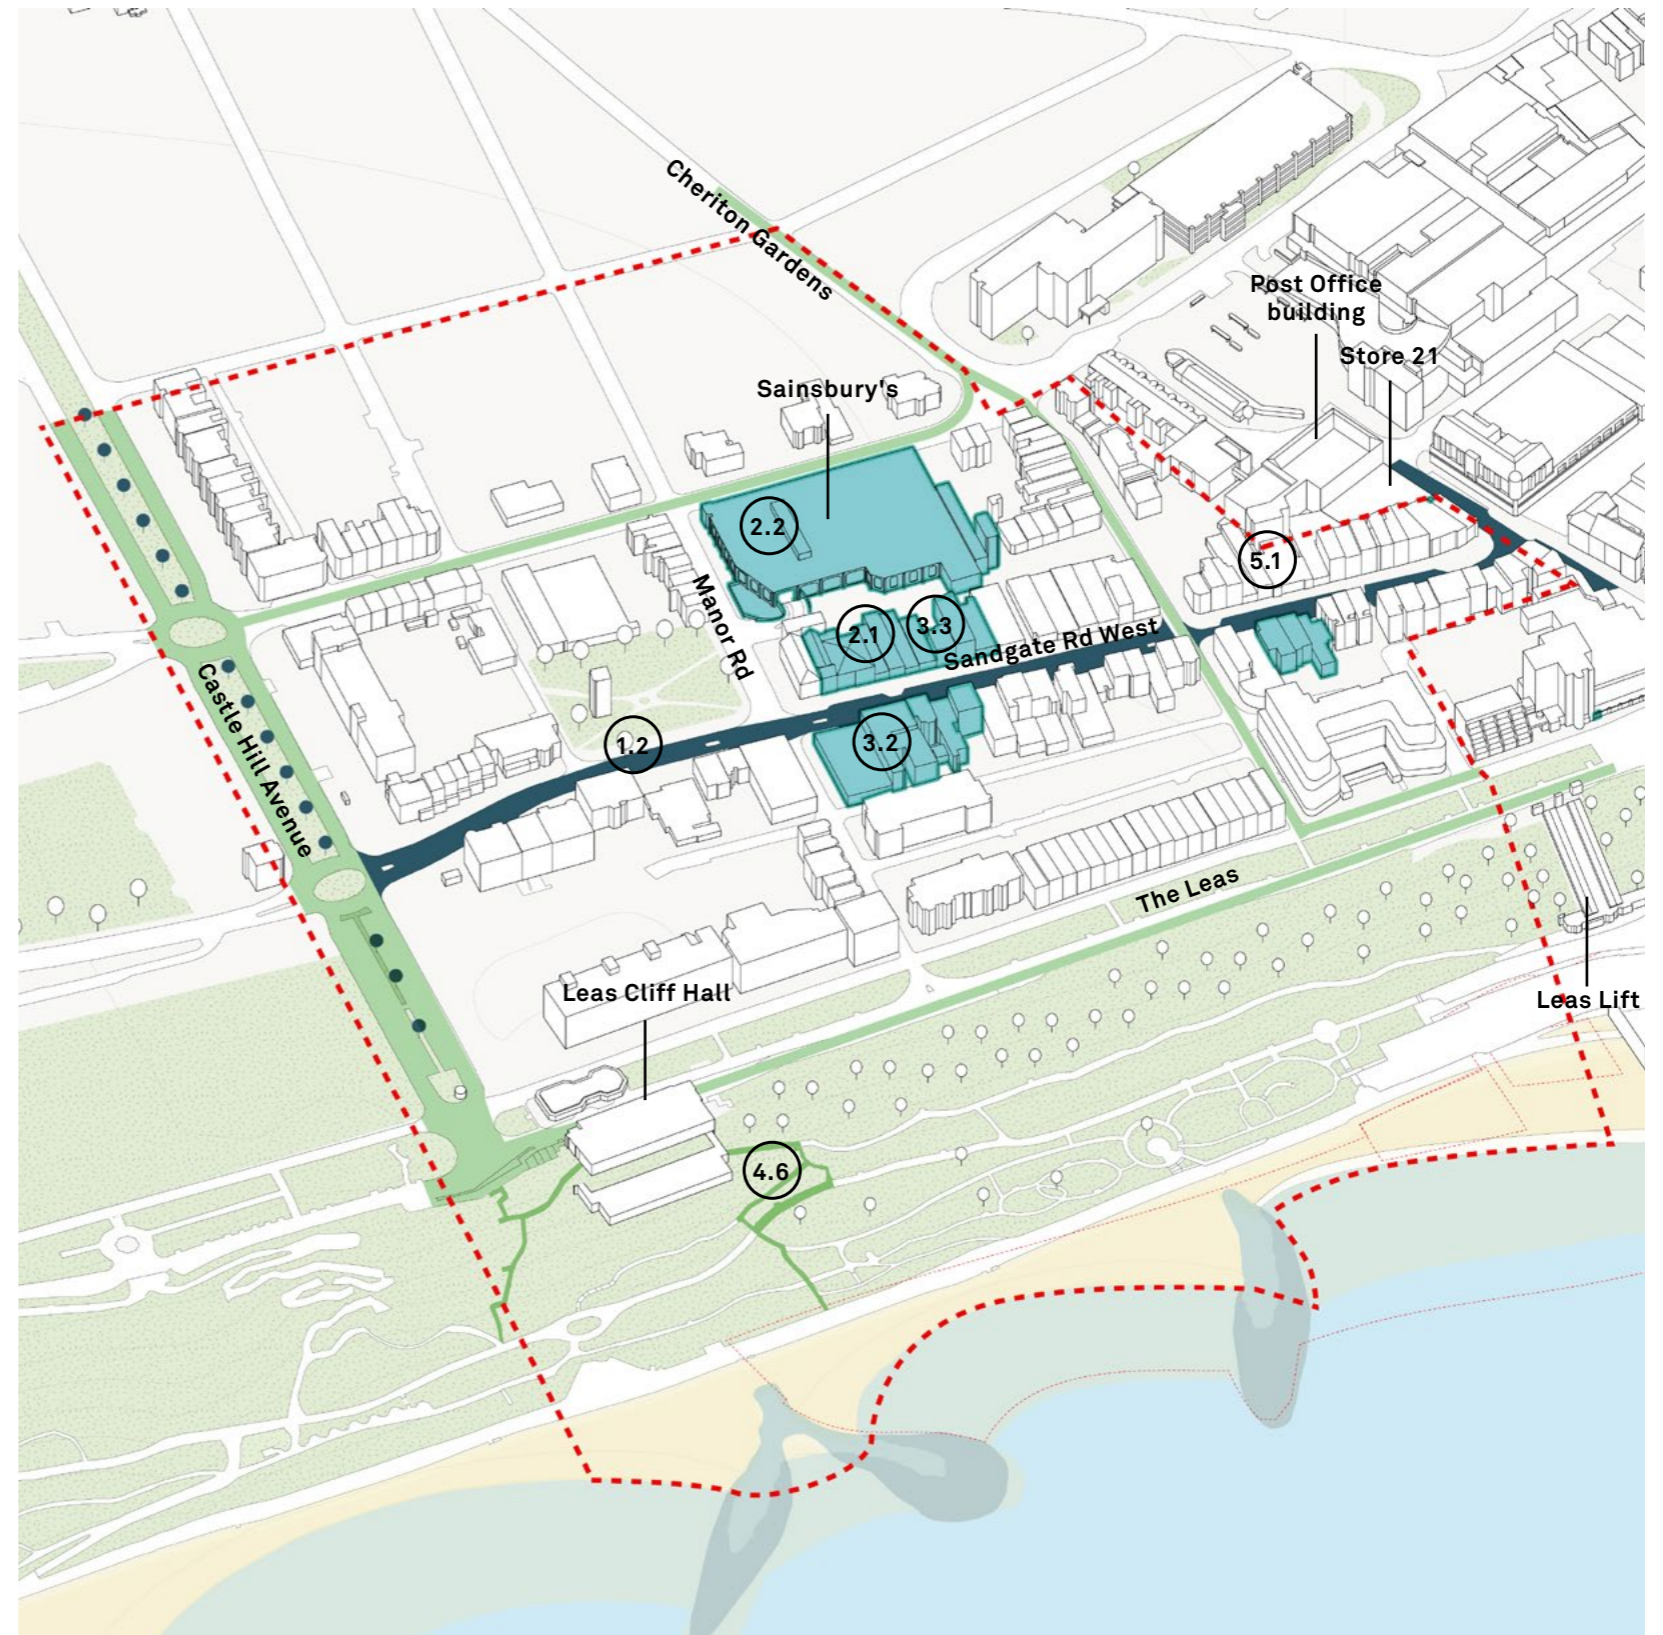 Cheriton Gardens
Post Office
building
Store 21
Sainsbury's
2.2
5.1
Manor Rd
2.1
3.3
Sandgate Rd West
Castle Hill Avenue
1.2
3.2
The Leas
Leas Cliff Hall
Leas Lift
4.6